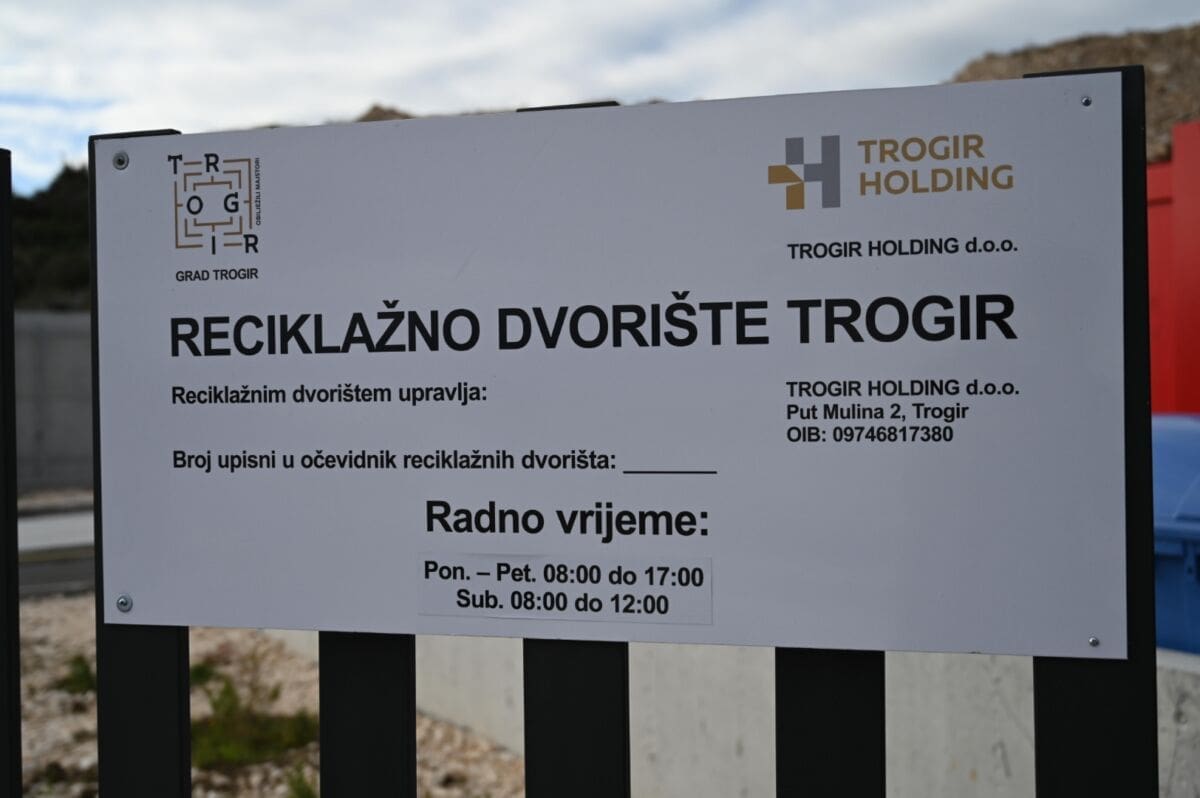 T R
O G
I R
OBILJEŽILI MAJSTORI
GRAD TROGIR
TROGIR
HOLDING
TROGIR HOLDING d.o.o.
RECIKLAŽNO DVORIŠTE TROGIR
Reciklažnim dvorištem upravlja:
TROGIR HOLDING d.o.o.
Put Mulina 2, Trogir
OIB: 09746817380
Broj upisni u očevidnik reciklažnih dvorišta: _______
Radno vrijeme:
Pon. – Pet. 08:00 do 17:00
Sub. 08:00 do 12:00